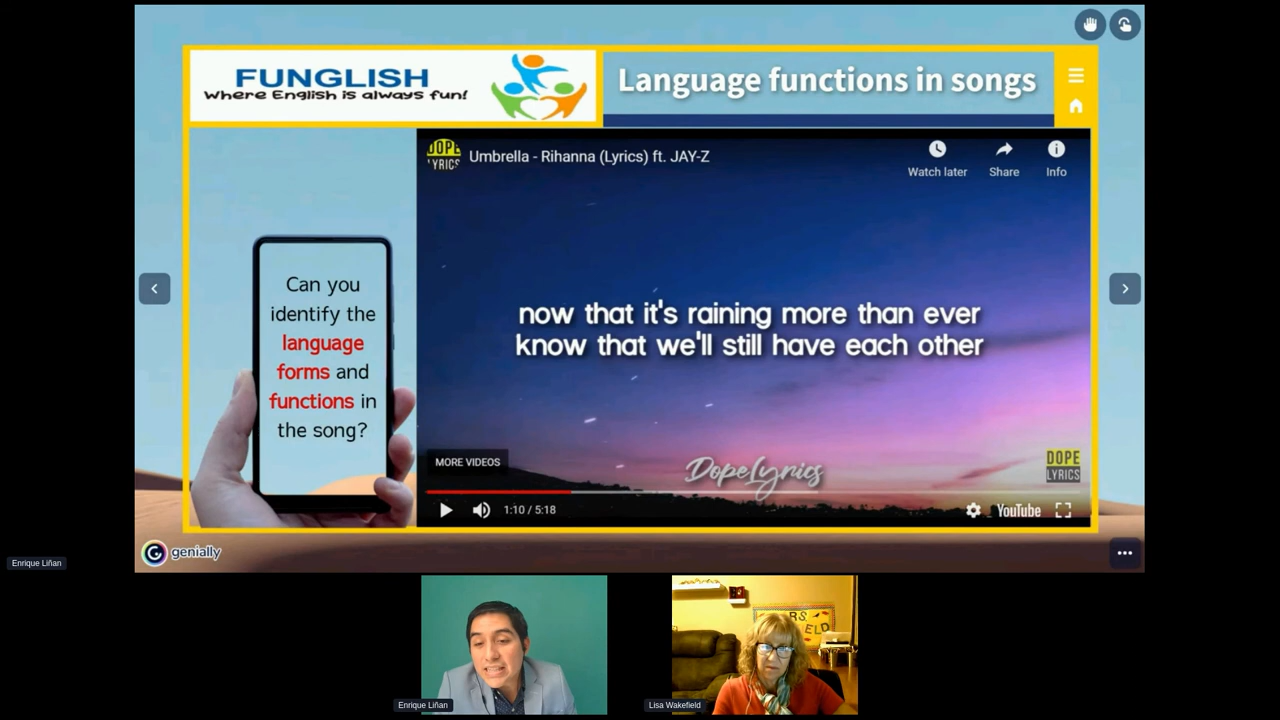 FUNGLISH
Where English is always fun!
Language functions in songs
DOPE
LYRICS
Umbrella - Rihanna (Lyrics) ft. JAY-Z
Watch later
Share
Info
Can you
identify the
language
forms and
functions in
the song?
now that it's raining more than ever
know that we'll still have each other
MORE VIDEOS
DopeLyrics
DOPE
LYRICS
1:10 / 5:18
YouTube
genially
Enrique Liñan
Enrique Liñan
Lisa Wakefield